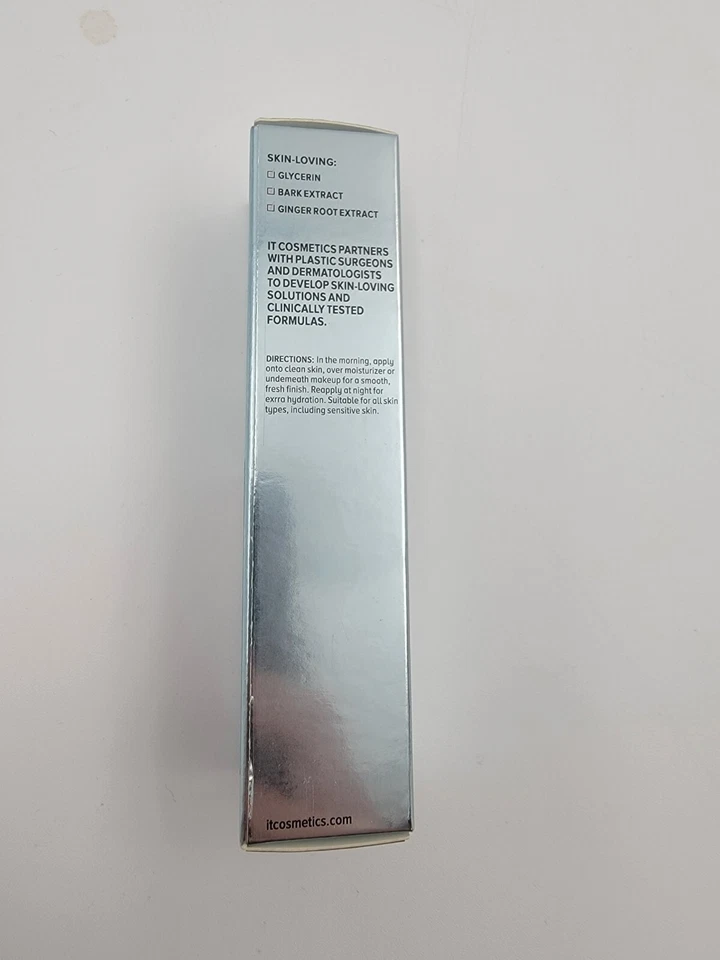 SKIN-LOVING:
☐ GLYCERIN
☐ BARK EXTRACT
☐ GINGER ROOT EXTRACT
IT COSMETICS PARTNERS
WITH PLASTIC SURGEONS
AND DERMATOLOGISTS
TO DEVELOP SKIN-LOVING
SOLUTIONS AND
CLINICALLY TESTED
FORMULAS.
DIRECTIONS: In the morning, apply
onto clean skin, over moisturizer or
underneath makeup for a smooth,
fresh finish. Reapply at night for
exrra hydration. Suitable for all skin
types, including sensitive skin.
itcosmetics.com